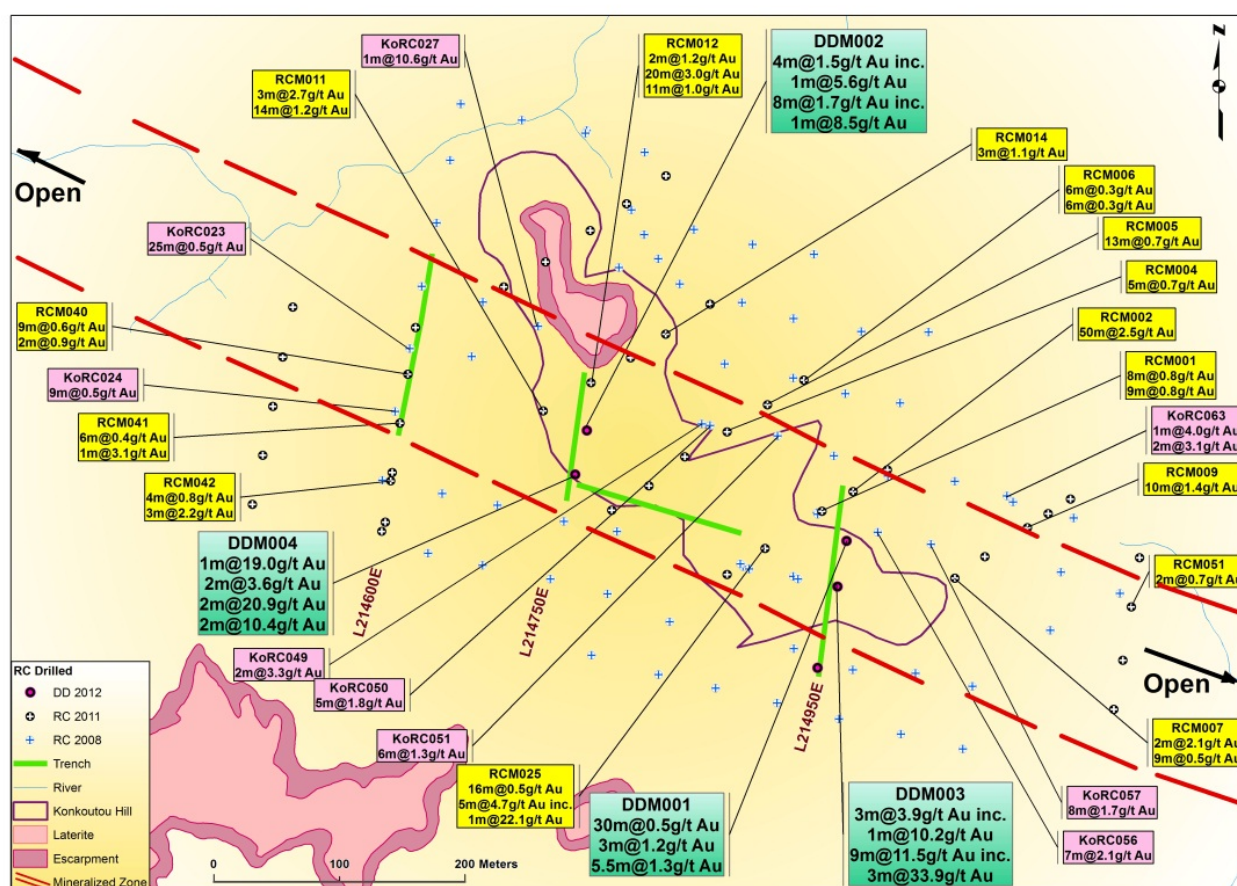 KoRC027
1m@10.6g/t Au
RCM012
2m@1.2g/t Au
20m@3.0g/t Au
11m@1.0g/t Au
DDM002
4m@1.5g/t Au inc.
1m@5.6g/t Au
8m@1.7g/t Au inc.
1m@8.5g/t Au
N
RCM011
3m@2.7g/t Au
14m@1.2g/t Au
RCM014
3m@1.1g/t Au
Open
RCM006
6m@0.3g/t Au
6m@0.3g/t Au
KoRC023
25m@0.5g/t Au
RCM005
13m@0.7g/t Au
RCM004
5m@0.7g/t Au
RCM040
9m@0.6g/t Au
2m@0.9g/t Au
RCM002
50m@2.5g/t Au
KoRC024
9m@0.5g/t Au
RCM001
8m@0.8g/t Au
9m@0.8g/t Au
RCM041
6m@0.4g/t Au
1m@3.1g/t Au
KoRC063
1m@4.0g/t Au
2m@3.1g/t Au
RCM042
4m@0.8g/t Au
3m@2.2g/t Au
RCM009
10m@1.4g/t Au
DDM004
1m@19.0g/t Au
2m@3.6g/t Au
2m@20.9g/t Au
2m@10.4g/t Au
L214600E
L214750E
L214950E
RCM051
2m@0.7g/t Au
KoRC049
2m@3.3g/t Au
KoRC050
5m@1.8g/t Au
Open
KoRC051
6m@1.3g/t Au
RCM007
2m@2.1g/t Au
9m@0.5g/t Au
RCM025
16m@0.5g/t Au
5m@4.7g/t Au inc.
1m@22.1g/t Au
DDM001
30m@0.5g/t Au
3m@1.2g/t Au
5.5m@1.3g/t Au
DDM003
3m@3.9g/t Au inc.
1m@10.2g/t Au
9m@11.5g/t Au inc.
3m@33.9g/t Au
KoRC057
8m@1.7g/t Au
KoRC056
7m@2.1g/t Au
RC Drilled
DD 2012
RC 2011
RC 2008
Trench
River
Konkoutou Hill
Laterite
Escarpment
Mineralized Zone
0 100 200 Meters